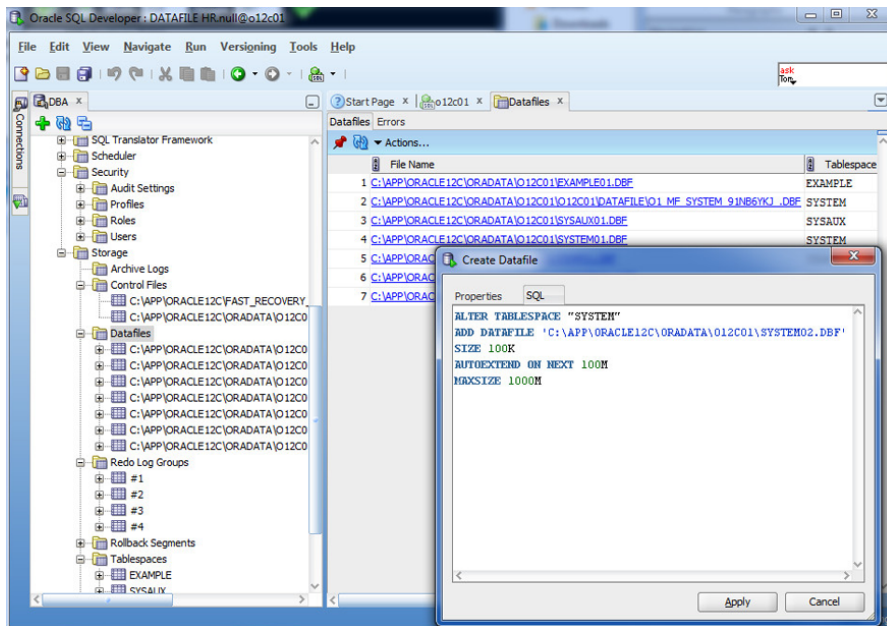 Oracle SQL Developer : DATAFILE HR.null@o12c01
File Edit View Navigate Run Versioning Tools Help
ask Tom
DBA
Start Page
o12c01
Datafiles
Connections
Datafiles Errors
Actions...
File Name Tablespace
1 C:\APP\ORACLE12C\ORADATA\O12C01\EXAMPLE01.DBF EXAMPLE
2 C:\APP\ORACLE12C\ORADATA\O12C01\O12C01\DATAFILE\O1_MF_SYSTEM_91NB6YKJ_.DBF SYSTEM
3 C:\APP\ORACLE12C\ORADATA\O12C01\SYSAUX01.DBF SYSAUX
4 C:\APP\ORACLE12C\ORADATA\O12C01\SYSTEM01.DBF SYSTEM
5 C:\APP\ORAC
6 C:\APP\ORAC
7 C:\APP\ORAC
SQL Translator Framework
Scheduler
Security
Audit Settings
Profiles
Roles
Users
Storage
Archive Logs
Control Files
C:\APP\ORACLE12C\FAST_RECOVERY_
C:\APP\ORACLE12C\ORADATA\O12C0
Datafiles
C:\APP\ORACLE12C\ORADATA\O12C0
C:\APP\ORACLE12C\ORADATA\O12C0
C:\APP\ORACLE12C\ORADATA\O12C0
C:\APP\ORACLE12C\ORADATA\O12C0
C:\APP\ORACLE12C\ORADATA\O12C0
C:\APP\ORACLE12C\ORADATA\O12C0
C:\APP\ORACLE12C\ORADATA\O12C0
Redo Log Groups
#1
#2
#3
#4
Rollback Segments
Tablespaces
EXAMPLE
SYSAUX
Create Datafile
Properties SQL
ALTER TABLESPACE "SYSTEM"
ADD DATAFILE 'C:\APP\ORACLE12C\ORADATA\O12C01\SYSTEM02.DBF'
SIZE 100K
AUTOEXTEND ON NEXT 100M
MAXSIZE 1000M
Apply Cancel